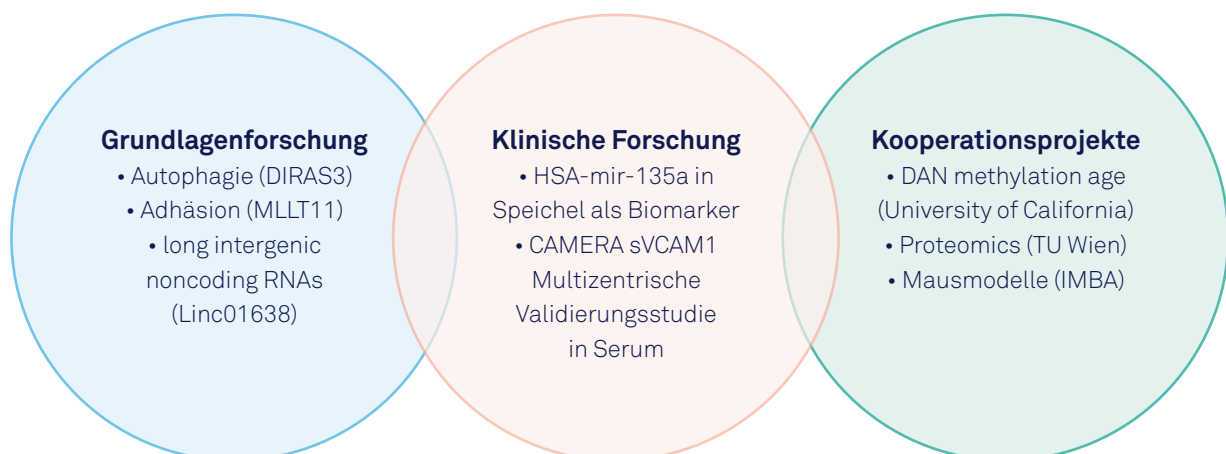 Grundlagenforschung
• Autophagie (DIRAS3)
• Adhäsion (MLLT11)
• long intergenic
noncoding RNAs
(Linc01638)
Klinische Forschung
• HSA-mir-135a in
Speichel als Biomarker
• CAMERA sVCAM1
Multizentrische
Validierungsstudie
in Serum
Kooperationsprojekte
• DAN methylation age
(University of California)
• Proteomics (TU Wien)
• Mausmodelle (IMBA)